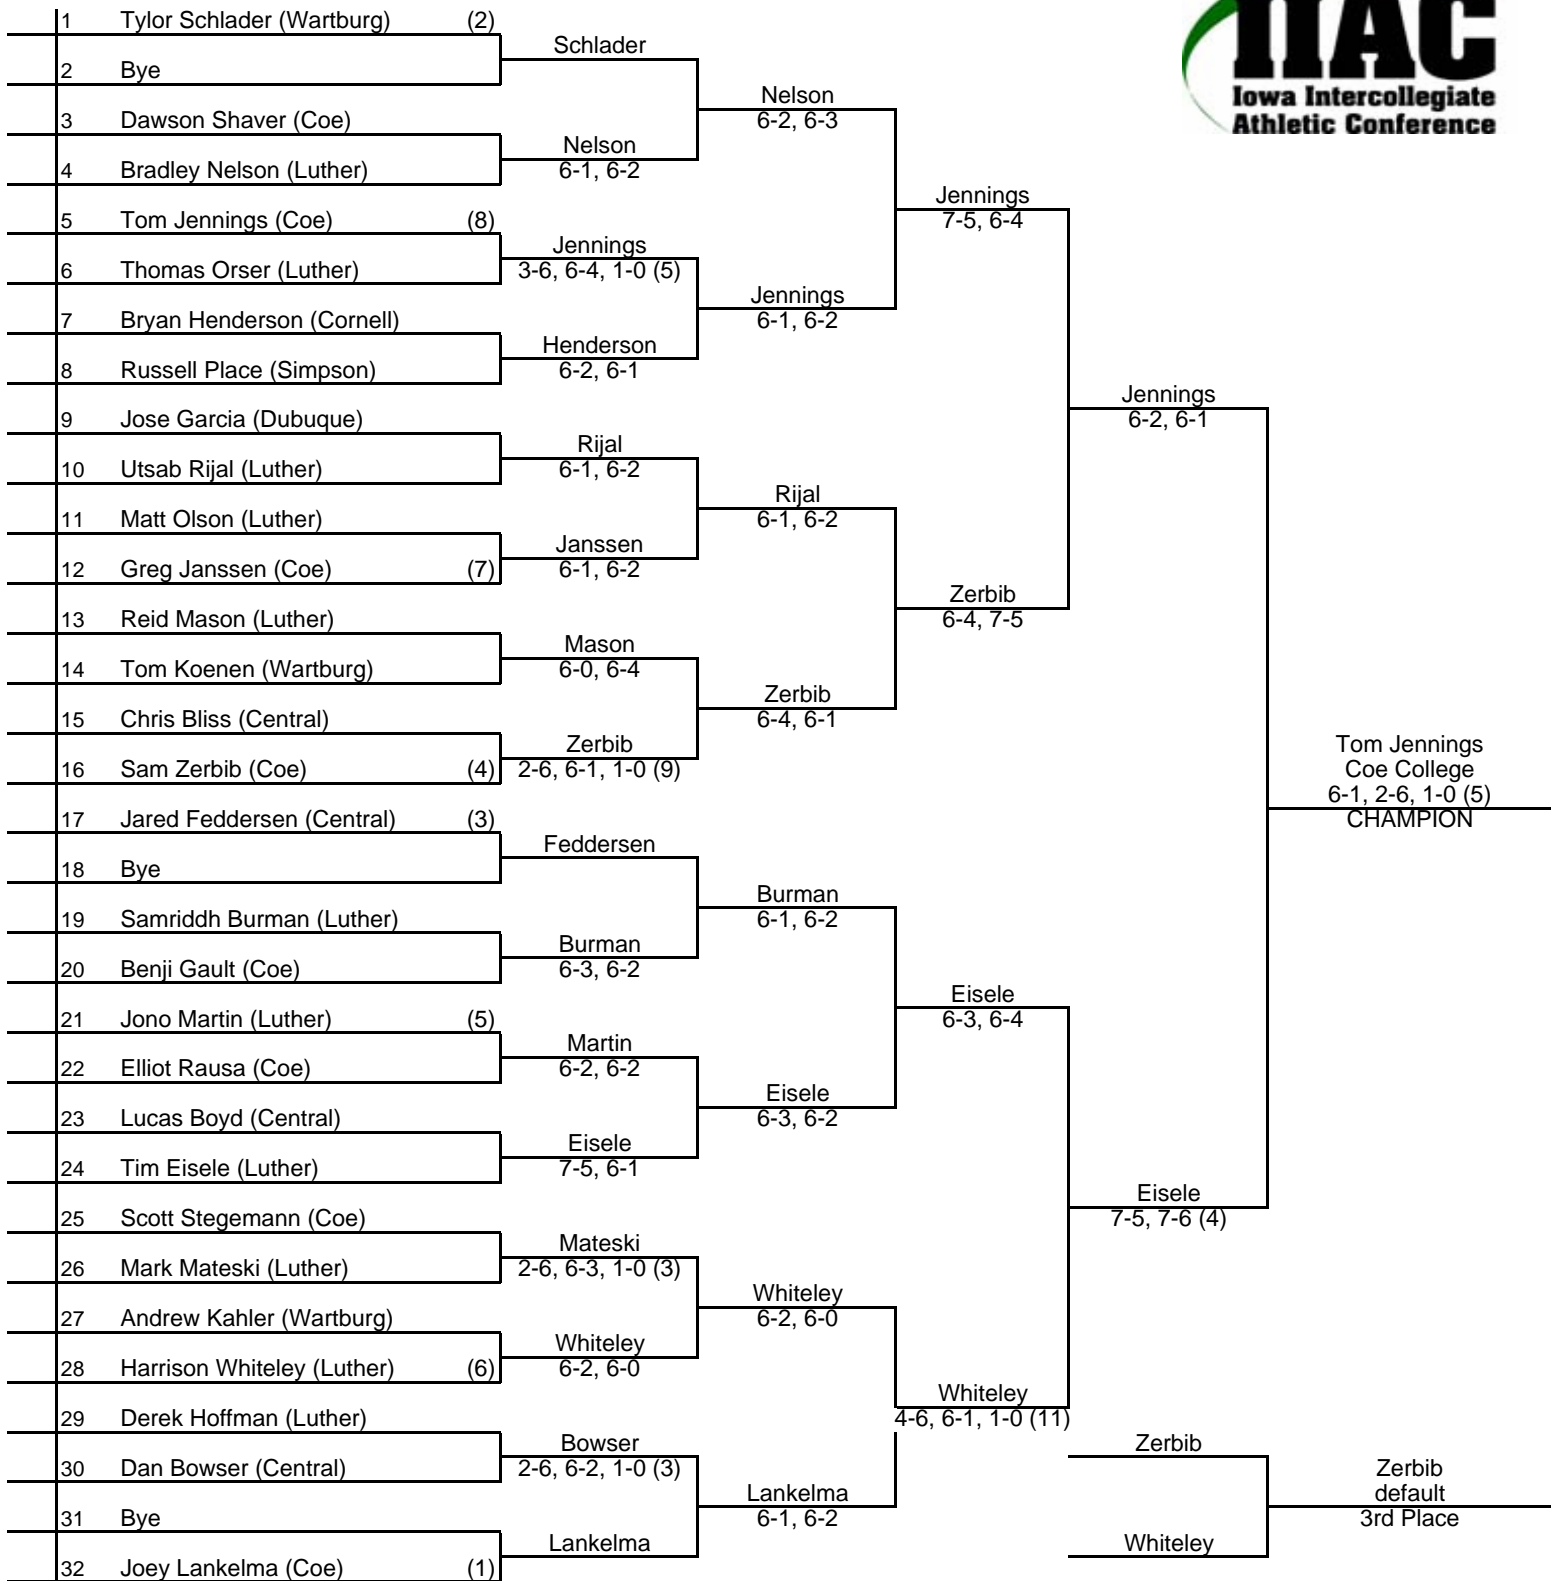 IIAC
Iowa Intercollegiate
Athletic Conference
1 Tylor Schlader (Wartburg) (2)
2 Bye
3 Dawson Shaver (Coe)
4 Bradley Nelson (Luther)
5 Tom Jennings (Coe) (8)
6 Thomas Orser (Luther)
7 Bryan Henderson (Cornell)
8 Russell Place (Simpson)
9 Jose Garcia (Dubuque)
10 Utsab Rijal (Luther)
11 Matt Olson (Luther)
12 Greg Janssen (Coe) (7)
13 Reid Mason (Luther)
14 Tom Koenen (Wartburg)
15 Chris Bliss (Central)
16 Sam Zerbib (Coe) (4)
17 Jared Feddersen (Central) (3)
18 Bye
19 Samriddh Burman (Luther)
20 Benji Gault (Coe)
21 Jono Martin (Luther) (5)
22 Elliot Rausa (Coe)
23 Lucas Boyd (Central)
24 Tim Eisele (Luther)
25 Scott Stegemann (Coe)
26 Mark Mateski (Luther)
27 Andrew Kahler (Wartburg)
28 Harrison Whiteley (Luther) (6)
29 Derek Hoffman (Luther)
30 Dan Bowser (Central)
31 Bye
32 Joey Lankelma (Coe) (1)
Schlader
Nelson
6-1, 6-2
Jennings
3-6, 6-4, 1-0 (5)
Henderson
6-2, 6-1
Rijal
6-1, 6-2
Janssen
6-1, 6-2
Mason
6-0, 6-4
Zerbib
2-6, 6-1, 1-0 (9)
Feddersen
Burman
6-3, 6-2
Martin
6-2, 6-2
Eisele
7-5, 6-1
Mateski
2-6, 6-3, 1-0 (3)
Whiteley
6-2, 6-0
Bowser
2-6, 6-2, 1-0 (3)
Lankelma
Nelson
6-2, 6-3
Jennings
6-1, 6-2
Rijal
6-1, 6-2
Zerbib
6-4, 6-1
Burman
6-1, 6-2
Eisele
6-3, 6-2
Whiteley
6-2, 6-0
Lankelma
6-1, 6-2
Jennings
7-5, 6-4
Zerbib
6-4, 7-5
Eisele
6-3, 6-4
Whiteley
4-6, 6-1, 1-0 (11)
Jennings
6-2, 6-1
Eisele
7-5, 7-6 (4)
Tom Jennings
Coe College
6-1, 2-6, 1-0 (5)
CHAMPION
Zerbib
Whiteley
Zerbib
default
3rd Place